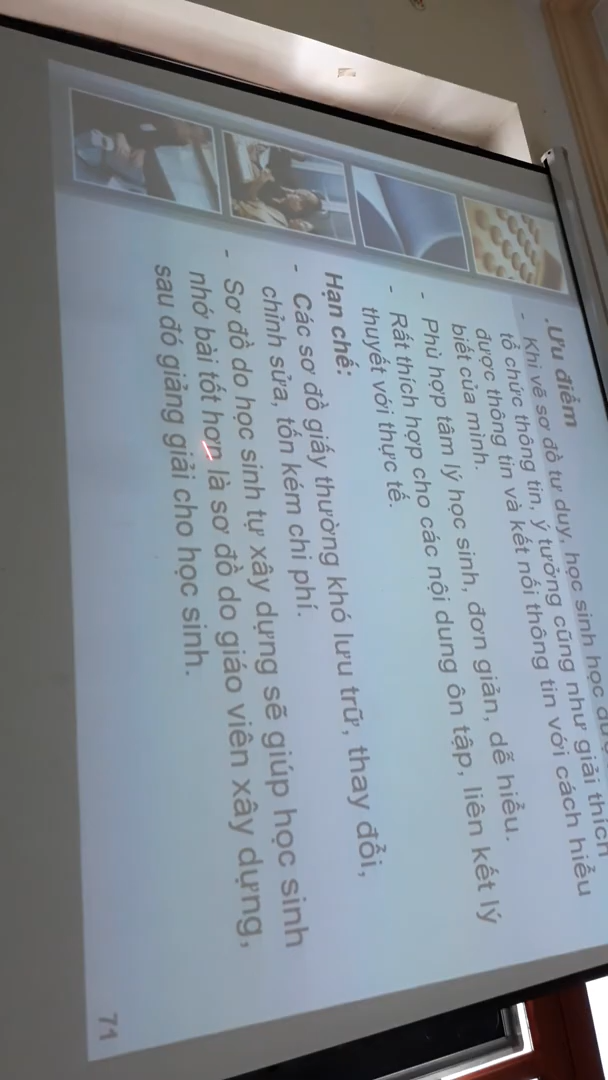 . Ưu điểm
- Khi vẽ sơ đồ tư duy, học sinh học
tổ chức thông tin, ý tưởng cũng như giải thích
được thông tin và kết nối thông tin với cách hiểu
biết của mình.
- Phù hợp tâm lý học sinh, đơn giản, dễ hiểu.
- Rất thích hợp cho các nội dung ôn tập, liên kết lý
thuyết với thực tế.
Hạn chế:
- Các sơ đồ giấy thường khó lưu trữ, thay đổi,
chỉnh sửa, tốn kém chi phí.
- Sơ đồ do học sinh tự xây dựng sẽ giúp học sinh
nhớ bài tốt hơn là sơ đồ do giáo viên xây dựng,
sau đó giảng giải cho học sinh.
71